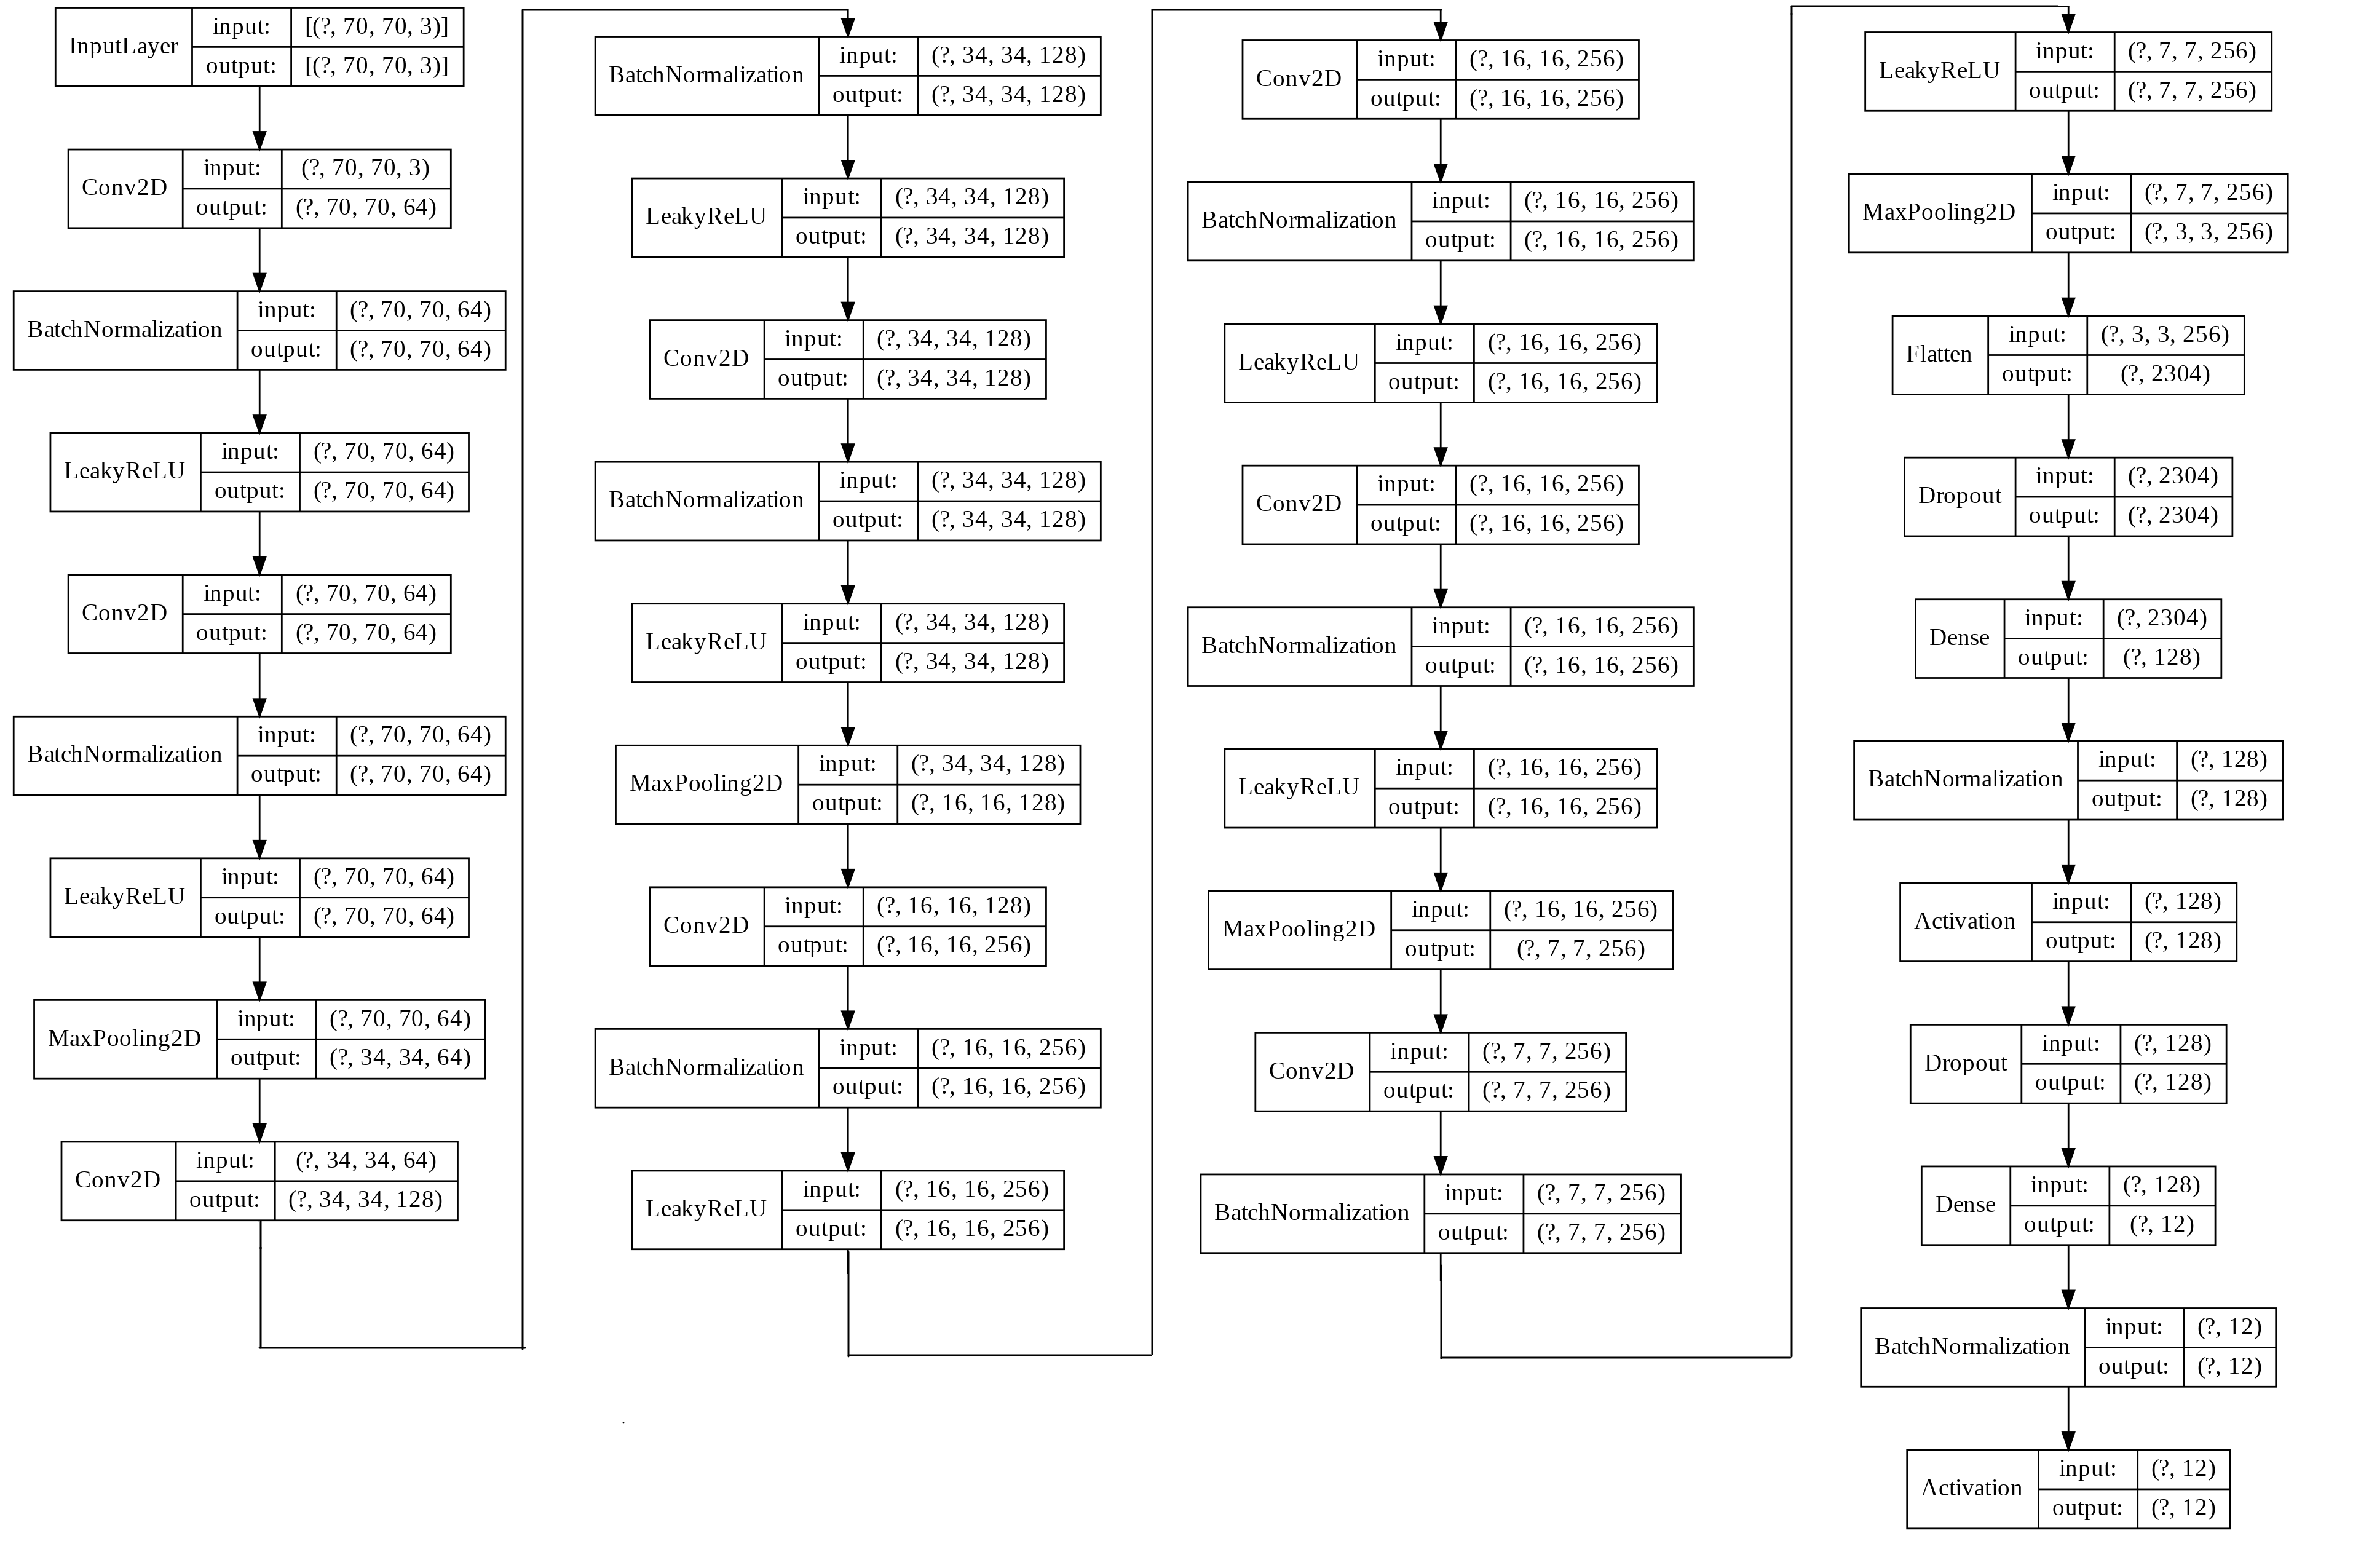 InputLayer
input: [(?, 70, 70, 3)]
output: [(?, 70, 70, 3)]
Conv2D
input: (?, 70, 70, 3)
output: (?, 70, 70, 64)
BatchNormalization
input: (?, 70, 70, 64)
output: (?, 70, 70, 64)
LeakyReLU
input: (?, 70, 70, 64)
output: (?, 70, 70, 64)
Conv2D
input: (?, 70, 70, 64)
output: (?, 70, 70, 64)
BatchNormalization
input: (?, 70, 70, 64)
output: (?, 70, 70, 64)
LeakyReLU
input: (?, 70, 70, 64)
output: (?, 70, 70, 64)
MaxPooling2D
input: (?, 70, 70, 64)
output: (?, 34, 34, 64)
Conv2D
input: (?, 34, 34, 64)
output: (?, 34, 34, 128)
BatchNormalization
input: (?, 34, 34, 128)
output: (?, 34, 34, 128)
LeakyReLU
input: (?, 34, 34, 128)
output: (?, 34, 34, 128)
Conv2D
input: (?, 34, 34, 128)
output: (?, 34, 34, 128)
BatchNormalization
input: (?, 34, 34, 128)
output: (?, 34, 34, 128)
LeakyReLU
input: (?, 34, 34, 128)
output: (?, 34, 34, 128)
MaxPooling2D
input: (?, 34, 34, 128)
output: (?, 16, 16, 128)
Conv2D
input: (?, 16, 16, 128)
output: (?, 16, 16, 256)
BatchNormalization
input: (?, 16, 16, 256)
output: (?, 16, 16, 256)
LeakyReLU
input: (?, 16, 16, 256)
output: (?, 16, 16, 256)
Conv2D
input: (?, 16, 16, 256)
output: (?, 16, 16, 256)
BatchNormalization
input: (?, 16, 16, 256)
output: (?, 16, 16, 256)
LeakyReLU
input: (?, 16, 16, 256)
output: (?, 16, 16, 256)
Conv2D
input: (?, 16, 16, 256)
output: (?, 16, 16, 256)
BatchNormalization
input: (?, 16, 16, 256)
output: (?, 16, 16, 256)
LeakyReLU
input: (?, 16, 16, 256)
output: (?, 16, 16, 256)
MaxPooling2D
input: (?, 16, 16, 256)
output: (?, 7, 7, 256)
Conv2D
input: (?, 7, 7, 256)
output: (?, 7, 7, 256)
BatchNormalization
input: (?, 7, 7, 256)
output: (?, 7, 7, 256)
LeakyReLU
input: (?, 7, 7, 256)
output: (?, 7, 7, 256)
MaxPooling2D
input: (?, 7, 7, 256)
output: (?, 3, 3, 256)
Flatten
input: (?, 3, 3, 256)
output: (?, 2304)
Dropout
input: (?, 2304)
output: (?, 2304)
Dense
input: (?, 2304)
output: (?, 128)
BatchNormalization
input: (?, 128)
output: (?, 128)
Activation
input: (?, 128)
output: (?, 128)
Dropout
input: (?, 128)
output: (?, 128)
Dense
input: (?, 128)
output: (?, 12)
BatchNormalization
input: (?, 12)
output: (?, 12)
Activation
input: (?, 12)
output: (?, 12)